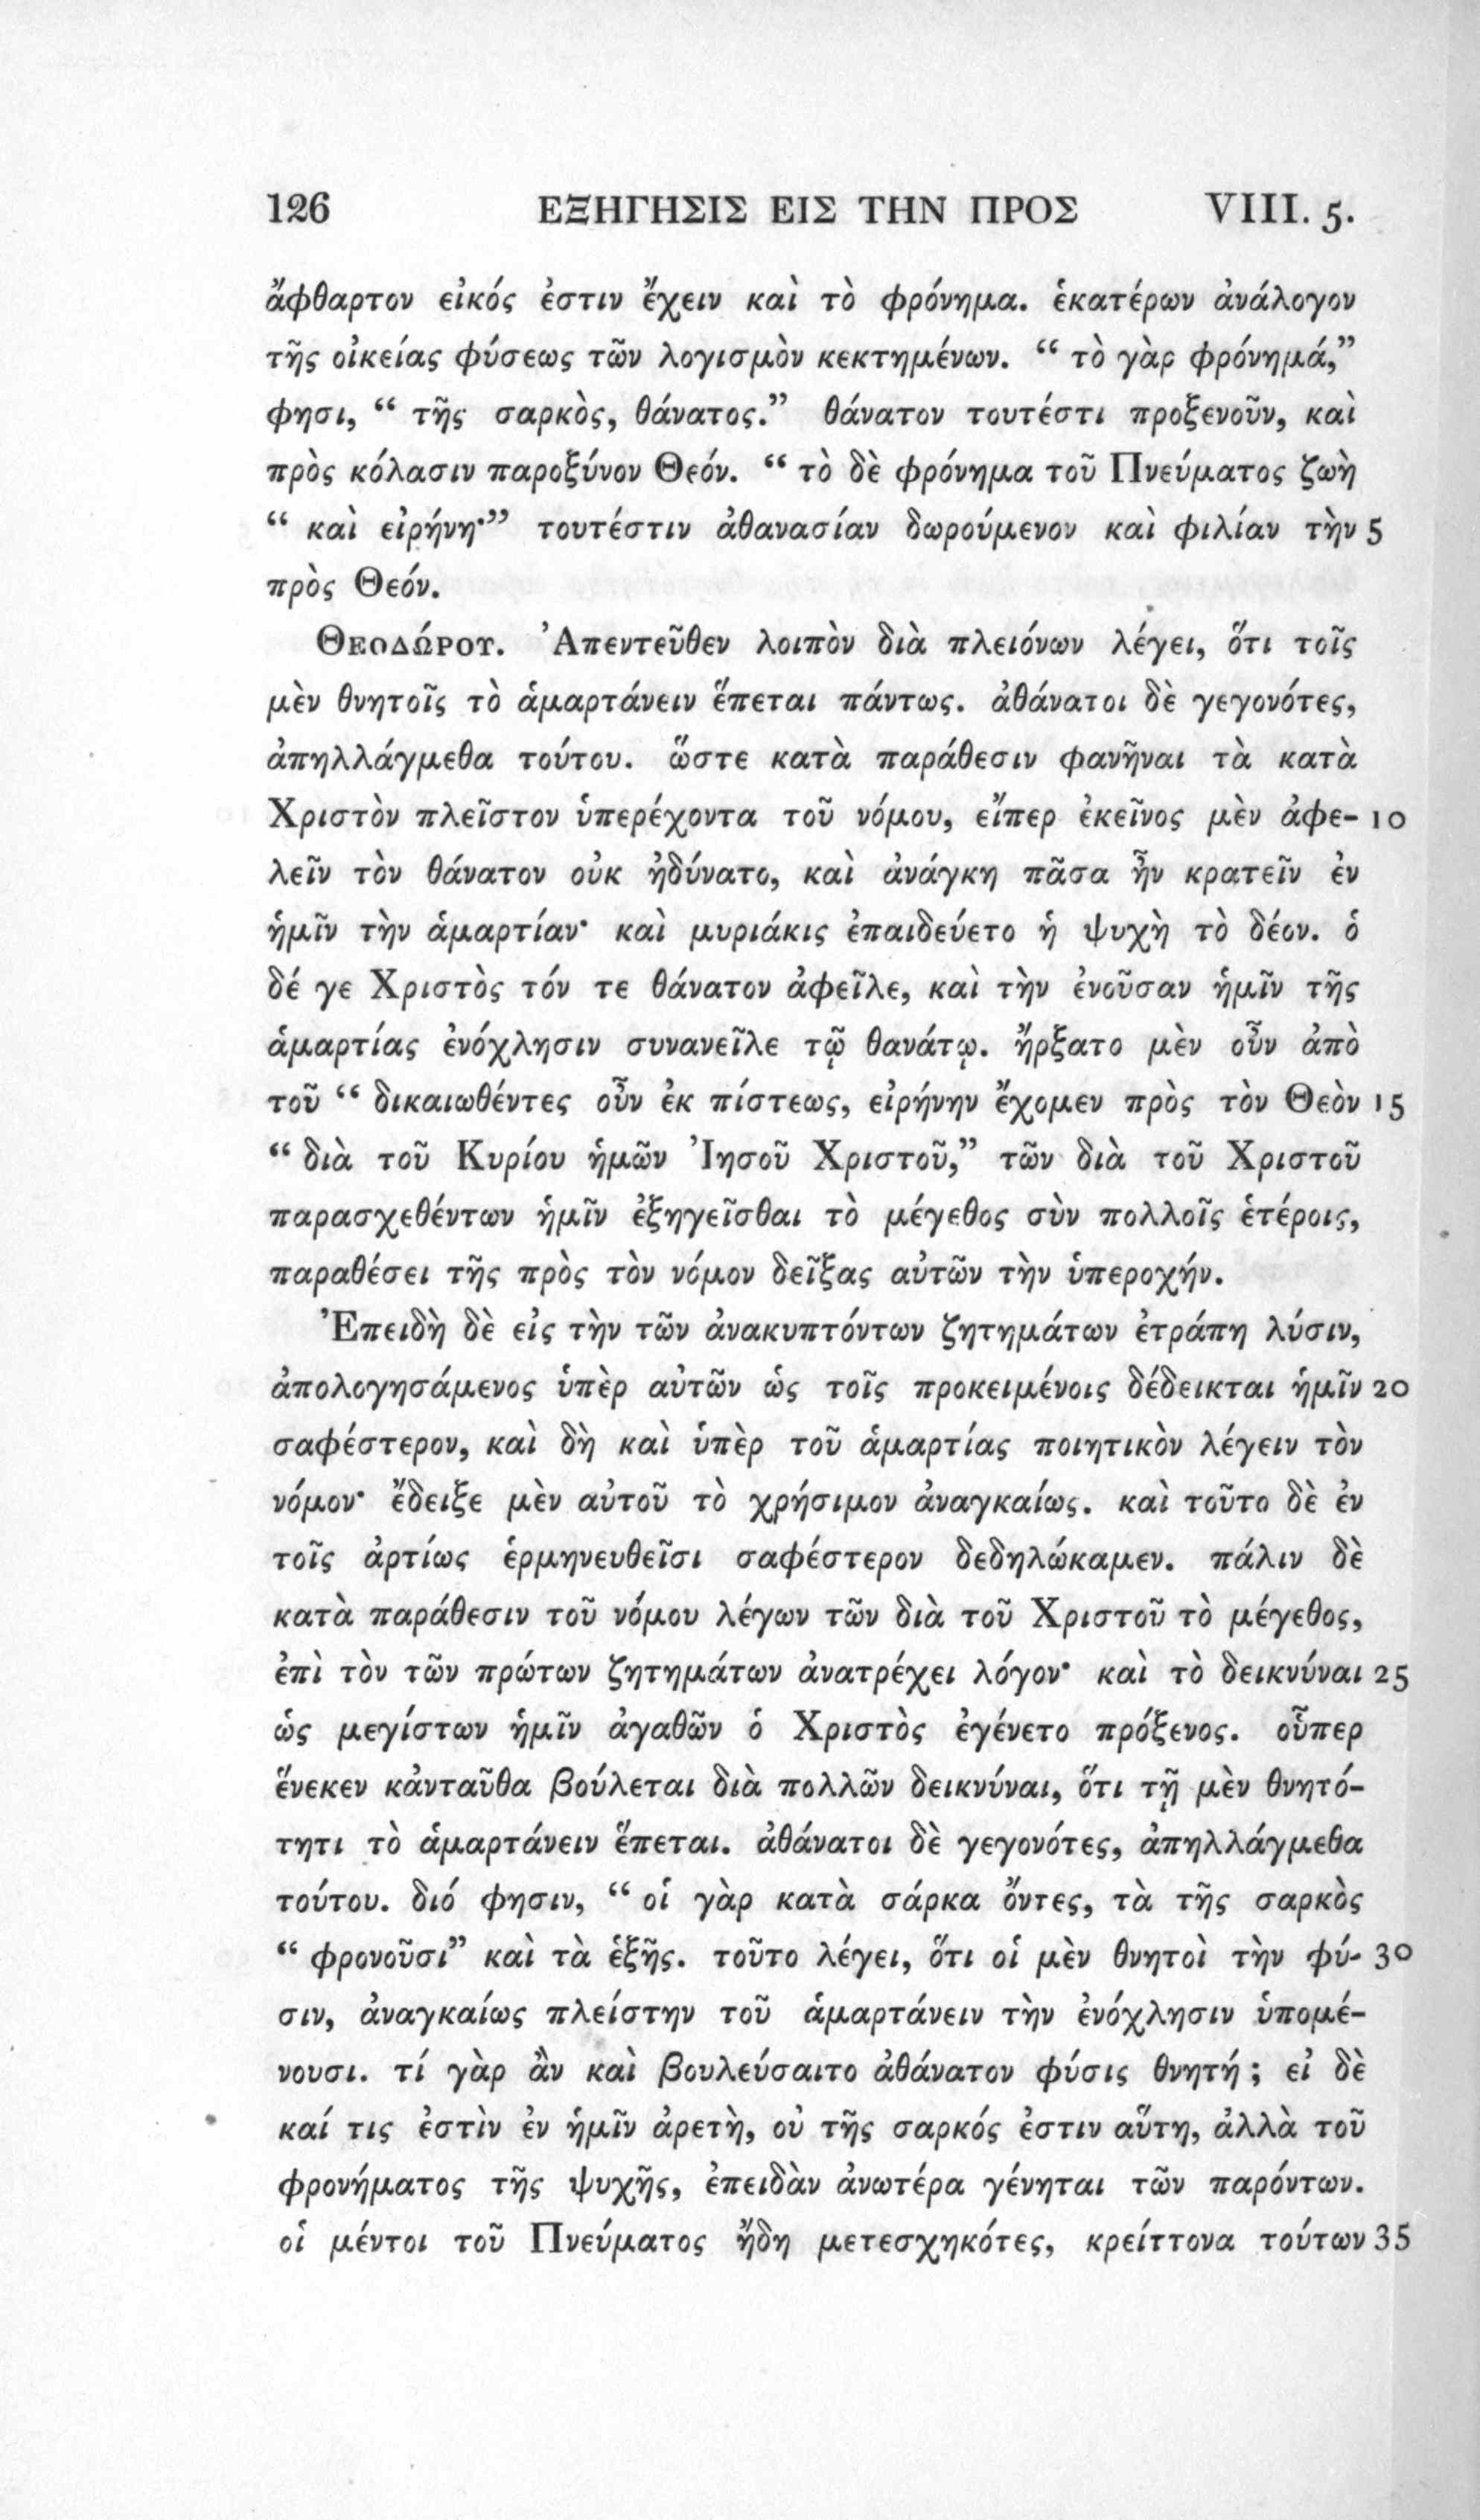 126 ΕΞΗΓΗΣΙΣ ΕΙΣ ΤΗΝ ΠΡΟΣ VIII. 5.
ἄφθαρτον εἰκός ἐστιν ἔχειν καὶ τὸ φρόνημα. ἑκατέρων ἀνάλογον
τῆς οἰκείας φύσεως τῶν λογισμὸν κεκτημένων. “ τὸ γὰρ φρόνημά,”
φησι, “ τῆς σαρκὸς, θάνατος.” θάνατον τουτέστι προξενοῦν, καὶ
πρὸς κόλασιν παροξύνον Θεόν. “ τὸ δὲ φρόνημα τοῦ Πνεύματος ζωὴ
“ καὶ εἰρήνη·” τουτέστιν ἀθανασίαν δωρούμενον καὶ φιλίαν τὴν 5
πρὸς Θεόν.
ΘΕΟΔΏΡΟΥ. Ἀπεντεῦθεν λοιπὸν διὰ πλειόνων λέγει, ὅτι τοῖς
μὲν θνητοῖς τὸ ἁμαρτάνειν ἕπεται πάντως. ἀθάνατοι δὲ γεγονότες,
ἀπηλλάγμεθα τούτου. ὥστε κατὰ παράθεσιν φανῆναι τὰ κατὰ
Χριστὸν πλεῖστον ὑπερέχοντα τοῦ νόμου, εἴπερ ἐκεῖνος μὲν ἀφε- 10
λεῖν τὸν θάνατον οὐκ ἠδύνατο, καὶ ἀνάγκη πᾶσα ἦν κρατεῖν ἐν
ἡμῖν τὴν ἁμαρτίαν· καὶ μυριάκις ἐπαιδεύετο ἡ ψυχὴ τὸ δέον. ὁ
δέ γε Χριστὸς τόν τε θάνατον ἀφεῖλε, καὶ τὴν ἐνοῦσαν ἡμῖν τῆς
ἁμαρτίας ἐνόχλησιν συνανεῖλε τῷ θανάτῳ. ἤρξατο μὲν οὖν ἀπὸ
τοῦ “ δικαιωθέντες οὖν ἐκ πίστεως, εἰρήνην ἔχομεν πρὸς τὸν Θεὸν 15
“ διὰ τοῦ Κυρίου ἡμῶν Ἰησοῦ Χριστοῦ,” τῶν διὰ τοῦ Χριστοῦ
παρασχεθέντων ἡμῖν ἐξηγεῖσθαι τὸ μέγεθος σὺν πολλοῖς ἑτέροις,
παραθέσει τῆς πρὸς τὸν νόμον δεῖξας αὐτῶν τὴν ὑπεροχήν.
Ἐπειδὴ δὲ εἰς τὴν τῶν ἀνακυπτόντων ζητημάτων ἐτράπη λύσιν,
ἀπολογησάμενος ὑπὲρ αὐτῶν ὡς τοῖς προκειμένοις δέδεικται ἡμῖν 20
σαφέστερον, καὶ δὴ καὶ ὑπὲρ τοῦ ἁμαρτίας ποιητικὸν λέγειν τὸν
νόμον· ἔδειξε μὲν αὐτοῦ τὸ χρήσιμον ἀναγκαίως. καὶ τοῦτο δὲ ἐν
τοῖς ἀρτίως ἑρμηνευθεῖσι σαφέστερον δεδηλώκαμεν. πάλιν δὲ
κατὰ παράθεσιν τοῦ νόμου λέγων τῶν διὰ τοῦ Χριστοῦ τὸ μέγεθος,
ἐπὶ τὸν τῶν πρώτων ζητημάτων ἀνατρέχει λόγον· καὶ τὸ δεικνύναι 25
ὡς μεγίστων ἡμῖν ἀγαθῶν ὁ Χριστὸς ἐγένετο πρόξενος. οὗπερ
ἕνεκεν κἀνταῦθα βούλεται διὰ πολλῶν δεικνύναι, ὅτι τῇ μὲν θνητό-
τητι τὸ ἁμαρτάνειν ἕπεται. ἀθάνατοι δὲ γεγονότες, ἀπηλλάγμεθα
τούτου. διό φησιν, “ οἱ γὰρ κατὰ σάρκα ὄντες, τὰ τῆς σαρκὸς
“ φρονοῦσι” καὶ τὰ ἑξῆς. τοῦτο λέγει, ὅτι οἱ μὲν θνητοὶ τὴν φύ- 30
σιν, ἀναγκαίως πλείστην τοῦ ἁμαρτάνειν τὴν ἐνόχλησιν ὑπομέ-
νουσι. τί γὰρ ἂν καὶ βουλεύσαιτο ἀθάνατον φύσις θνητή ; εἰ δὲ
καί τις ἐστὶν ἐν ἡμῖν ἀρετὴ, οὐ τῆς σαρκός ἐστιν αὕτη, ἀλλὰ τοῦ
φρονήματος τῆς ψυχῆς, ἐπειδὰν ἀνωτέρα γένηται τῶν παρόντων.
οἱ μέντοι τοῦ Πνεύματος ἤδη μετεσχηκότες, κρείττονα τούτων 35